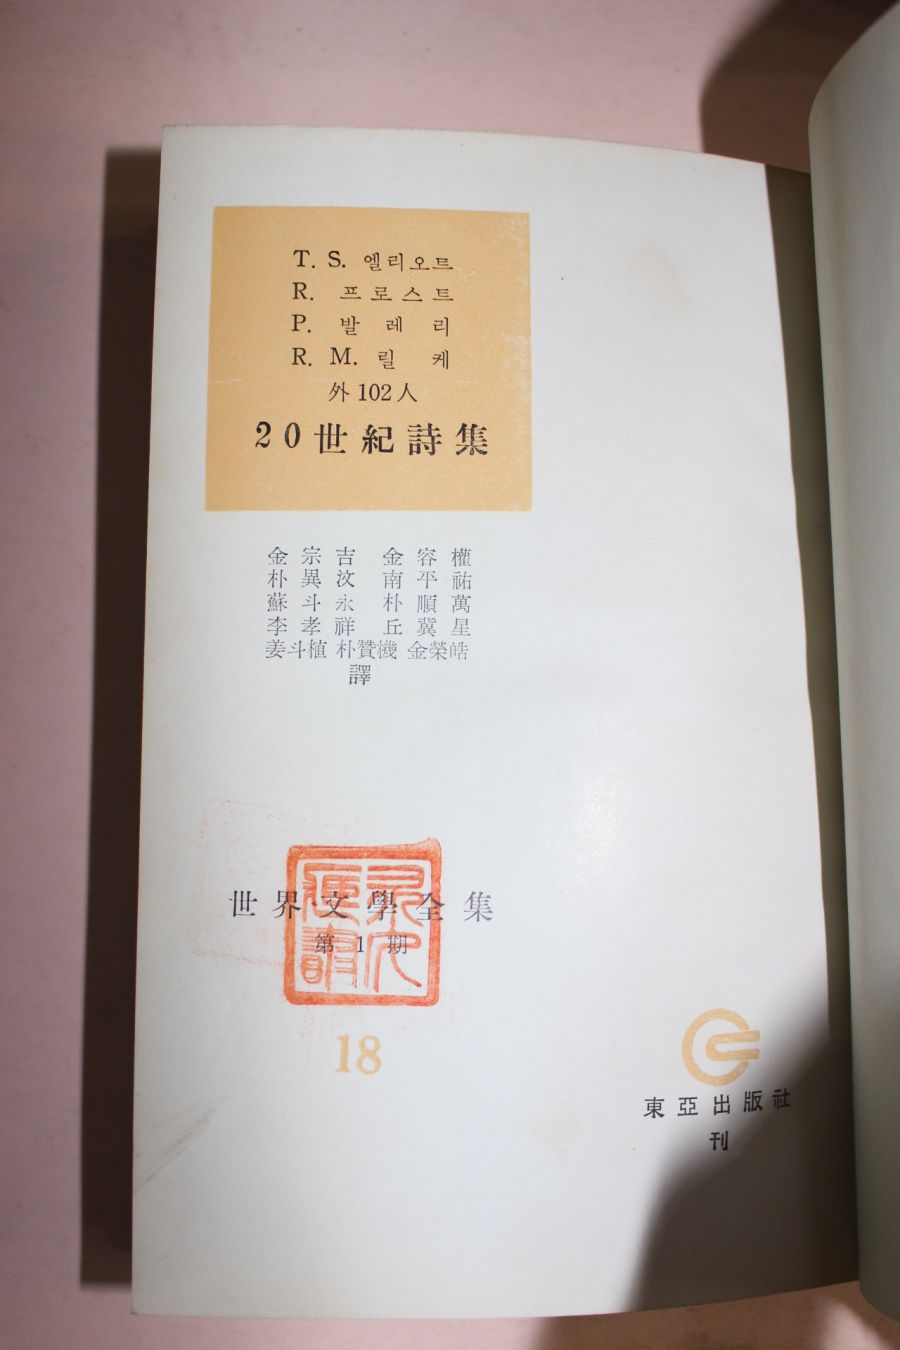 T. S. 엘리오트
R. 프로스트
P. 발레리
R. M. 릴케
外 102人
20世紀詩集
金宗吉 金容權
朴異汶 南平祐
蘇斗永 朴順萬
李孝祥 丘冀星
姜斗植 朴贊機 金榮皓
譯
世界文學全集
第1期
18
東亞出版社
刊